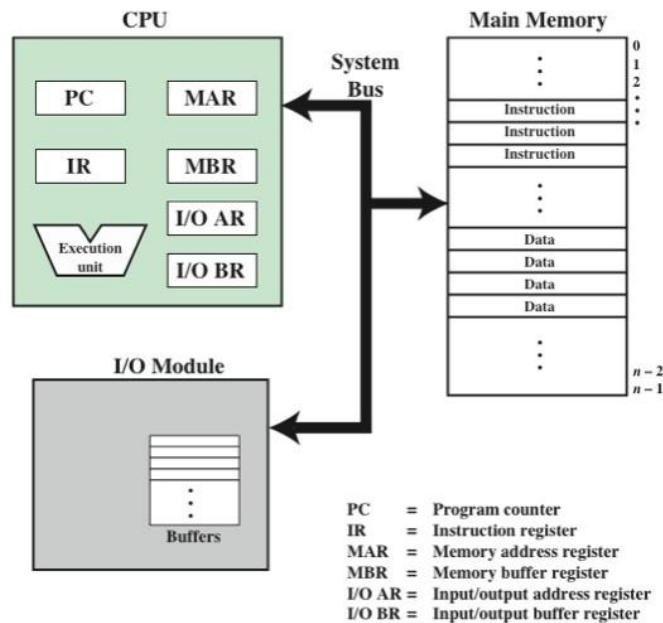 CPU
PC
MAR
IR
MBR
I/O AR
Execution
unit
I/O BR
System
Bus
Main Memory
0
1
2
Instruction
Instruction
Instruction
Data
Data
Data
Data
n – 2
n – 1
I/O Module
Buffers
PC = Program counter
IR = Instruction register
MAR = Memory address register
MBR = Memory buffer register
I/O AR = Input/output address register
I/O BR = Input/output buffer register